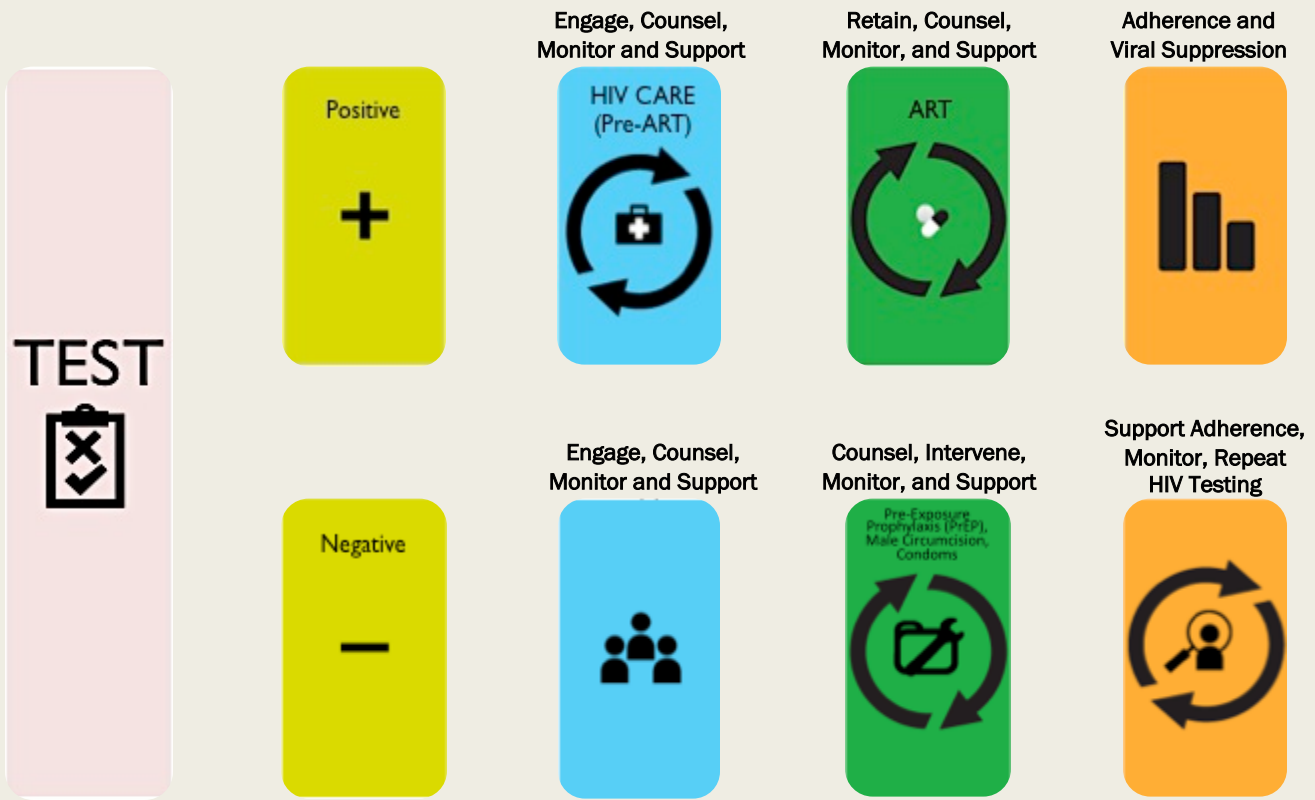 TEST
Positive
Engage, Counsel,
Monitor and Support
HIV CARE
(Pre-ART)
Retain, Counsel,
Monitor, and Support
ART
Adherence and
Viral Suppression
Negative
Engage, Counsel,
Monitor and Support
Counsel, Intervene,
Monitor, and Support
Pre-Exposure
Prophylaxis (PrEP),
Male Circumcision,
Condoms
Support Adherence,
Monitor, Repeat
HIV Testing